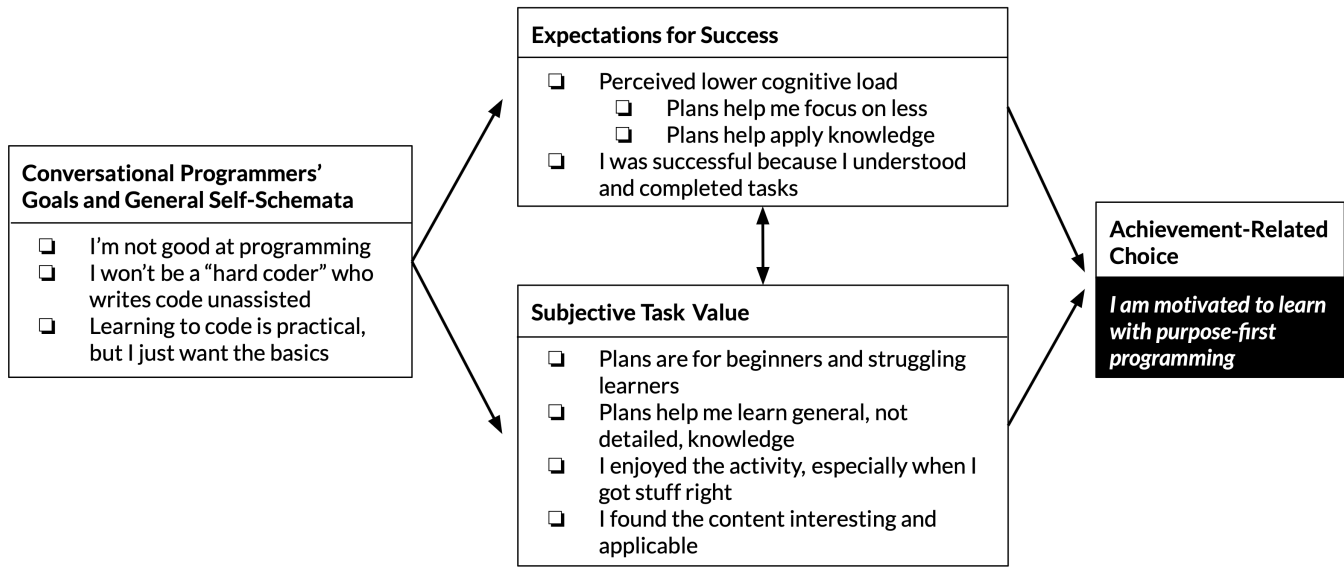 Conversational Programmers'
Goals and General Self-Schemata
❏ I'm not good at programming
❏ I won't be a “hard coder” who
writes code unassisted
❏ Learning to code is practical,
but I just want the basics
Expectations for Success
❏ Perceived lower cognitive load
❏ Plans help me focus on less
❏ Plans help apply knowledge
❏ I was successful because I understood
and completed tasks
Subjective Task Value
❏ Plans are for beginners and struggling
learners
❏ Plans help me learn general, not
detailed, knowledge
❏ I enjoyed the activity, especially when I
got stuff right
❏ I found the content interesting and
applicable
Achievement-Related
Choice
I am motivated to learn
with purpose-first
programming